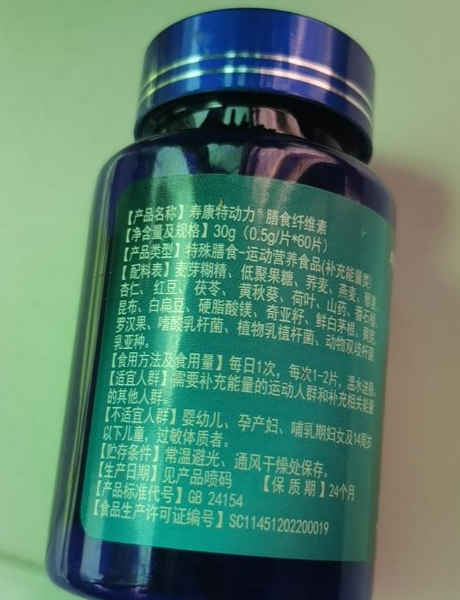 【产品名称】寿康特动力® 膳食纤维素
【净含量及规格】30g（0.5g/片*60片）
【产品类型】特殊膳食-运动营养食品(补充能量类)
【配料表】麦芽糊精、低聚果糖、荞麦、燕麦、藜麦、
杏仁、红豆、茯苓、黄秋葵、荷叶、山药、
昆布、白扁豆、硬脂酸镁、奇亚籽、鲜白茅根、黄芪、
罗汉果、嗜酸乳杆菌、植物乳植杆菌、动物双歧杆菌
乳亚种。
【食用方法及食用量】每日1次，每次1-2片，温水送服。
【适宜人群】需要补充能量的运动人群和补充相关能量
的其他人群。
【不适宜人群】婴幼儿、孕产妇、哺乳期妇女及14周岁
以下儿童，过敏体质者。
【贮存条件】常温避光、通风干燥处保存。
【生产日期】见产品喷码 【保质期】24个月
【产品标准代号】GB 24154
【食品生产许可证编号】SC11451202200019